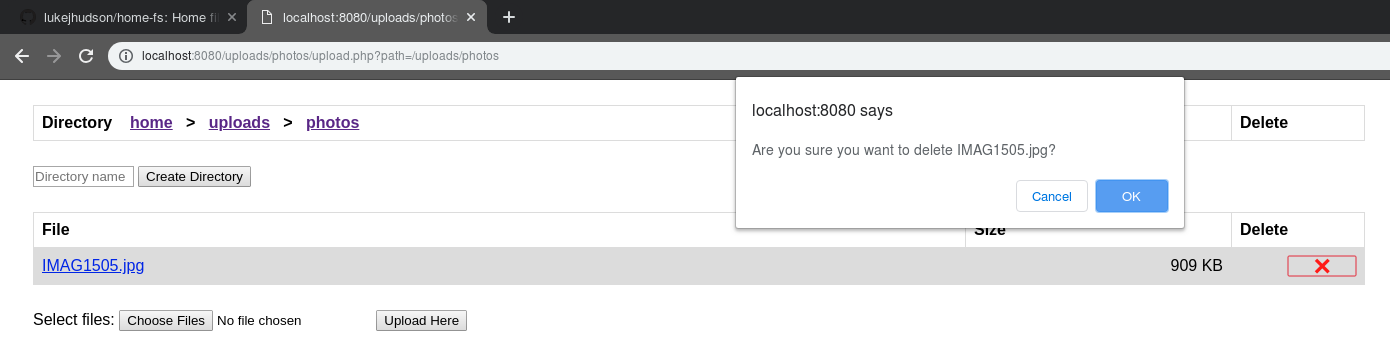 lukejhudson/home-fs: Home fil
localhost:8080/uploads/photos
localhost:8080/uploads/photos/upload.php?path=/uploads/photos
localhost:8080 says
Are you sure you want to delete IMAG1505.jpg?
Cancel OK
Directory home > uploads > photos Delete
Directory name Create Directory
File Size Delete
IMAG1505.jpg 909 KB
Select files: Choose Files No file chosen Upload Here